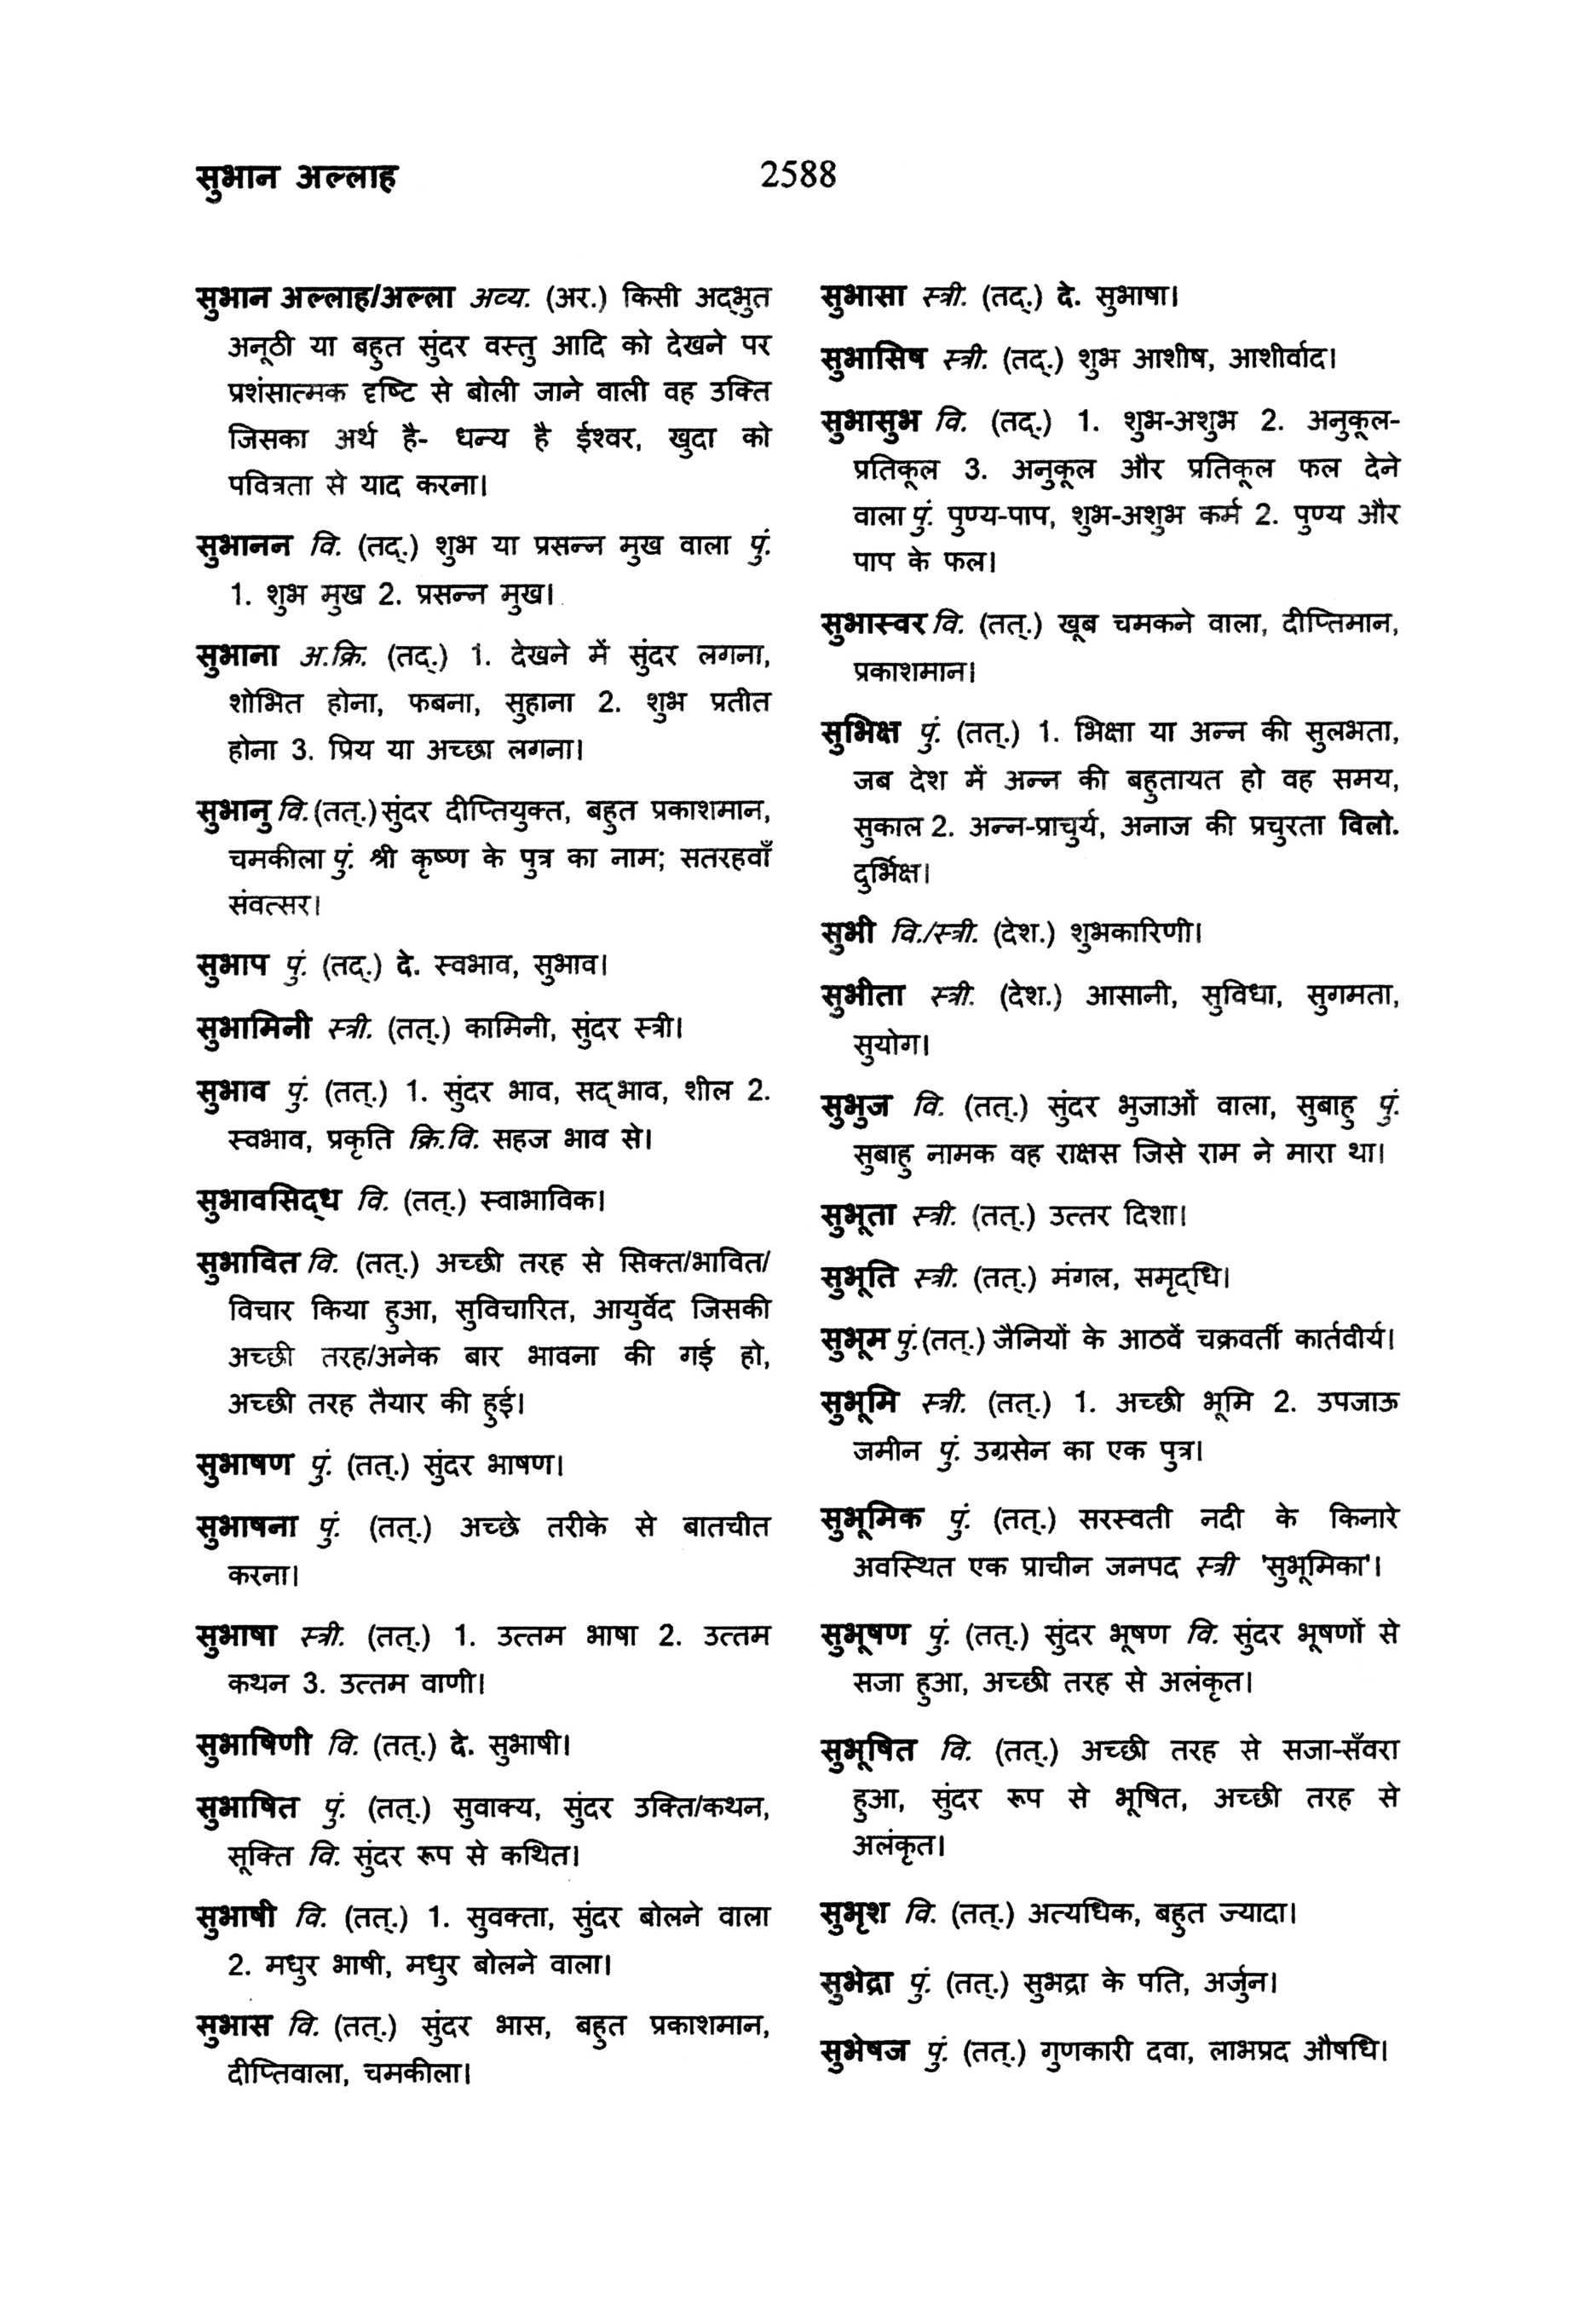 सुभान अल्लाह
2588
सुभान अल्लाह/अल्ला अव्य. (अर.) किसी अद्‌भुत
अनूठी या बहुत सुंदर वस्तु आदि को देखने पर
प्रशंसात्मक दृष्टि से बोली जाने वाली वह उक्ति
जिसका अर्थ है- धन्य है ईश्वर, खुदा को
पवित्रता से याद करना।
सुभानन वि. (तद्.) शुभ या प्रसन्न मुख वाला पुं.
1. शुभ मुख 2. प्रसन्न मुख।
सुभाना अ.क्रि. (तद्.) 1. देखने में सुंदर लगना,
शोभित होना, फबना, सुहाना 2. शुभ प्रतीत
होना 3. प्रिय या अच्छा लगना।
सुभानु वि. (तत्.) सुंदर दीप्तियुक्त, बहुत प्रकाशमान,
चमकीला पुं. श्री कृष्ण के पुत्र का नाम; सतरहवाँ
संवत्सर।
सुभाप पुं. (तद्.) दे. स्वभाव, सुभाव।
सुभामिनी स्त्री. (तत्.) कामिनी, सुंदर स्त्री।
सुभाव पुं. (तत्.) 1. सुंदर भाव, सद्‌भाव, शील 2.
स्वभाव, प्रकृति क्रि.वि. सहज भाव से।
सुभावसिद्‌ध वि. (तत्.) स्वाभाविक।
सुभावित वि. (तत्.) अच्छी तरह से सिक्त/भावित/
विचार किया हुआ, सुविचारित, आयुर्वेद जिसकी
अच्छी तरह/अनेक बार भावना की गई हो,
अच्छी तरह तैयार की हुई।
सुभाषण पुं. (तत्.) सुंदर भाषण।
सुभाषना पुं. (तत्.) अच्छे तरीके से बातचीत
करना।
सुभाषा स्त्री. (तत्.) 1. उत्तम भाषा 2. उत्तम
कथन 3. उत्तम वाणी।
सुभाषिणी वि. (तत्.) दे. सुभाषी।
सुभाषित पुं. (तत्.) सुवाक्य, सुंदर उक्ति/कथन,
सूक्ति वि. सुंदर रूप से कथित।
सुभाषी वि. (तत्.) 1. सुवक्ता, सुंदर बोलने वाला
2. मधुर भाषी, मधुर बोलने वाला।
सुभास वि. (तत्.) सुंदर भास, बहुत प्रकाशमान,
दीप्तिवाला, चमकीला।
सुभासा स्त्री. (तद्.) दे. सुभाषा।
सुभासिष स्त्री. (तद्.) शुभ आशीष, आशीर्वाद।
सुभासुभ वि. (तद्.) 1. शुभ-अशुभ 2. अनुकूल-
प्रतिकूल 3. अनुकूल और प्रतिकूल फल देने
वाला पुं. पुण्य-पाप, शुभ-अशुभ कर्म 2. पुण्य और
पाप के फल।
सुभास्वर वि. (तत्.) खूब चमकने वाला, दीप्तिमान,
प्रकाशमान।
सुभिक्ष पुं. (तत्.) 1. भिक्षा या अन्न की सुलभता,
जब देश में अन्न की बहुतायत हो वह समय,
सुकाल 2. अन्न-प्राचुर्य, अनाज की प्रचुरता विलो.
दुर्भिक्ष।
सुभी वि./स्त्री. (देश.) शुभकारिणी।
सुभीता स्त्री. (देश.) आसानी, सुविधा, सुगमता,
सुयोग।
सुभुज वि. (तत्.) सुंदर भुजाओं वाला, सुबाहु पुं.
सुबाहु नामक वह राक्षस जिसे राम ने मारा था।
सुभूता स्त्री. (तत्.) उत्तर दिशा।
सुभूति स्त्री. (तत्.) मंगल, समृद्‌धि।
सुभूम पुं. (तत्.) जैनियों के आठवें चक्रवर्ती कार्तवीर्य।
सुभूमि स्त्री. (तत्.) 1. अच्छी भूमि 2. उपजाऊ
जमीन पुं. उग्रसेन का एक पुत्र।
सुभूमिक पुं. (तत्.) सरस्वती नदी के किनारे
अवस्थित एक प्राचीन जनपद स्त्री 'सुभूमिका'।
सुभूषण पुं. (तत्.) सुंदर भूषण वि. सुंदर भूषणों से
सजा हुआ, अच्छी तरह से अलंकृत।
सुभूषित वि. (तत्.) अच्छी तरह से सजा-सँवरा
हुआ, सुंदर रूप से भूषित, अच्छी तरह से
अलंकृत।
सुभृश वि. (तत्.) अत्यधिक, बहुत ज्यादा।
सुभेद्रा पुं. (तत्.) सुभद्रा के पति, अर्जुन।
सुभेषज पुं. (तत्.) गुणकारी दवा, लाभप्रद औषधि।